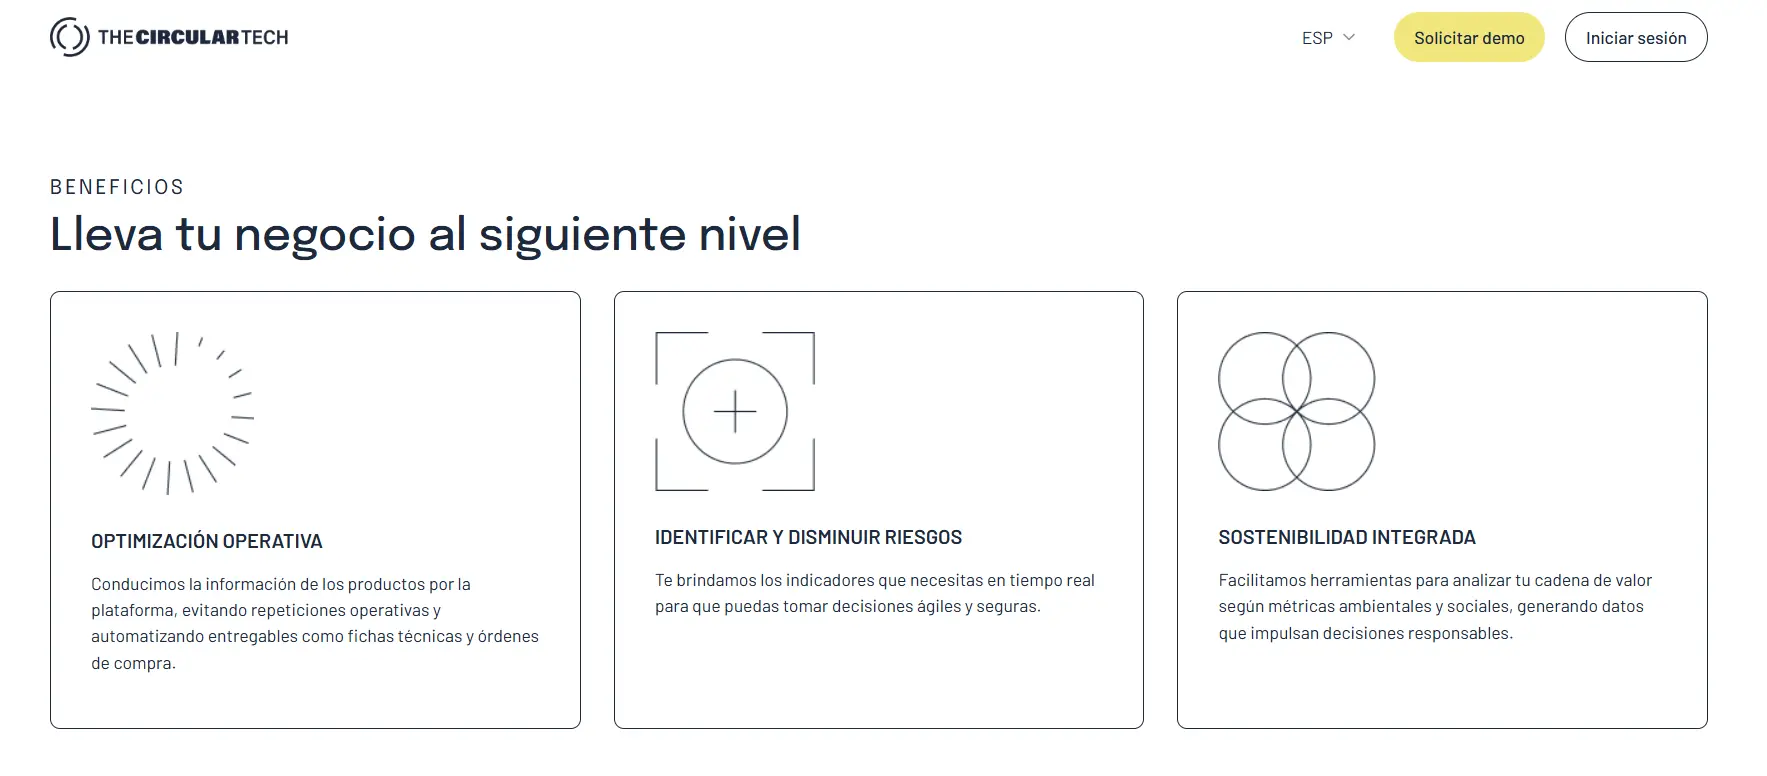 THECIRCULARTECH
ESP
Solicitar demo
Iniciar sesión
BENEFICIOS
Lleva tu negocio al siguiente nivel
OPTIMIZACIÓN OPERATIVA
Conducimos la información de los productos por la
plataforma, evitando repeticiones operativas y
automatizando entregables como fichas técnicas y órdenes
de compra.
IDENTIFICAR Y DISMINUIR RIESGOS
Te brindamos los indicadores que necesitas en tiempo real
para que puedas tomar decisiones ágiles y seguras.
SOSTENIBILIDAD INTEGRADA
Facilitamos herramientas para analizar tu cadena de valor
según métricas ambientales y sociales, generando datos
que impulsan decisiones responsables.